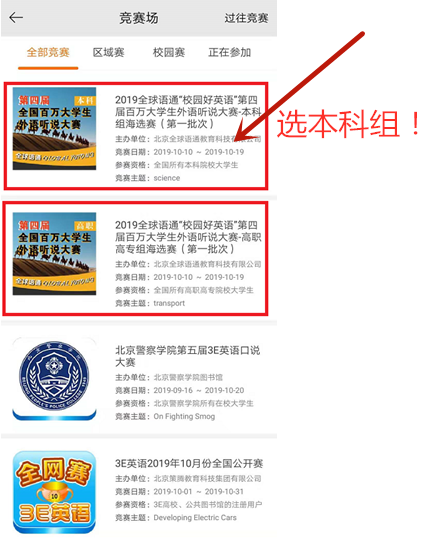 竞赛场
过往竞赛
全部竞赛
区域赛
校园赛
正在参加
第四届
本科
全国百万大学生
外语听说大赛
2019全球语通“校园好英语”第四
届百万大学生外语听说大赛-本科
组海选赛（第一批次）
主办单位：北京全球语通教育科技有限公司
竞赛日期：2019-10-10 ~ 2019-10-19
参赛资格：全国所有本科院校大学生
竞赛主题：science
选本科组！
第四届
高职
全国百万大学生
外语听说大赛
2019全球语通“校园好英语”第四
届百万大学生外语听说大赛-高职
高专组海选赛（第一批次）
主办单位：北京全球语通教育科技有限公司
竞赛日期：2019-10-10 ~ 2019-10-19
参赛资格：全国所有高职高专院校大学生
竞赛主题：transport
北京警察学院第五届3E英语口说
大赛
主办单位：北京警察学院图书馆
竞赛日期：2019-09-16 ~ 2019-10-20
参赛资格：北京警察学院所有在校大学生
竞赛主题：On Fighting Smog
全网赛
10
3E英语
3E英语2019年10月份全国公开赛
主办单位：北京策腾教育科技集团有限公司
竞赛日期：2019-10-01 ~ 2019-10-31
参赛资格：3E高校、公共图书馆的注册用户
竞赛主题：Developing Electric Cars